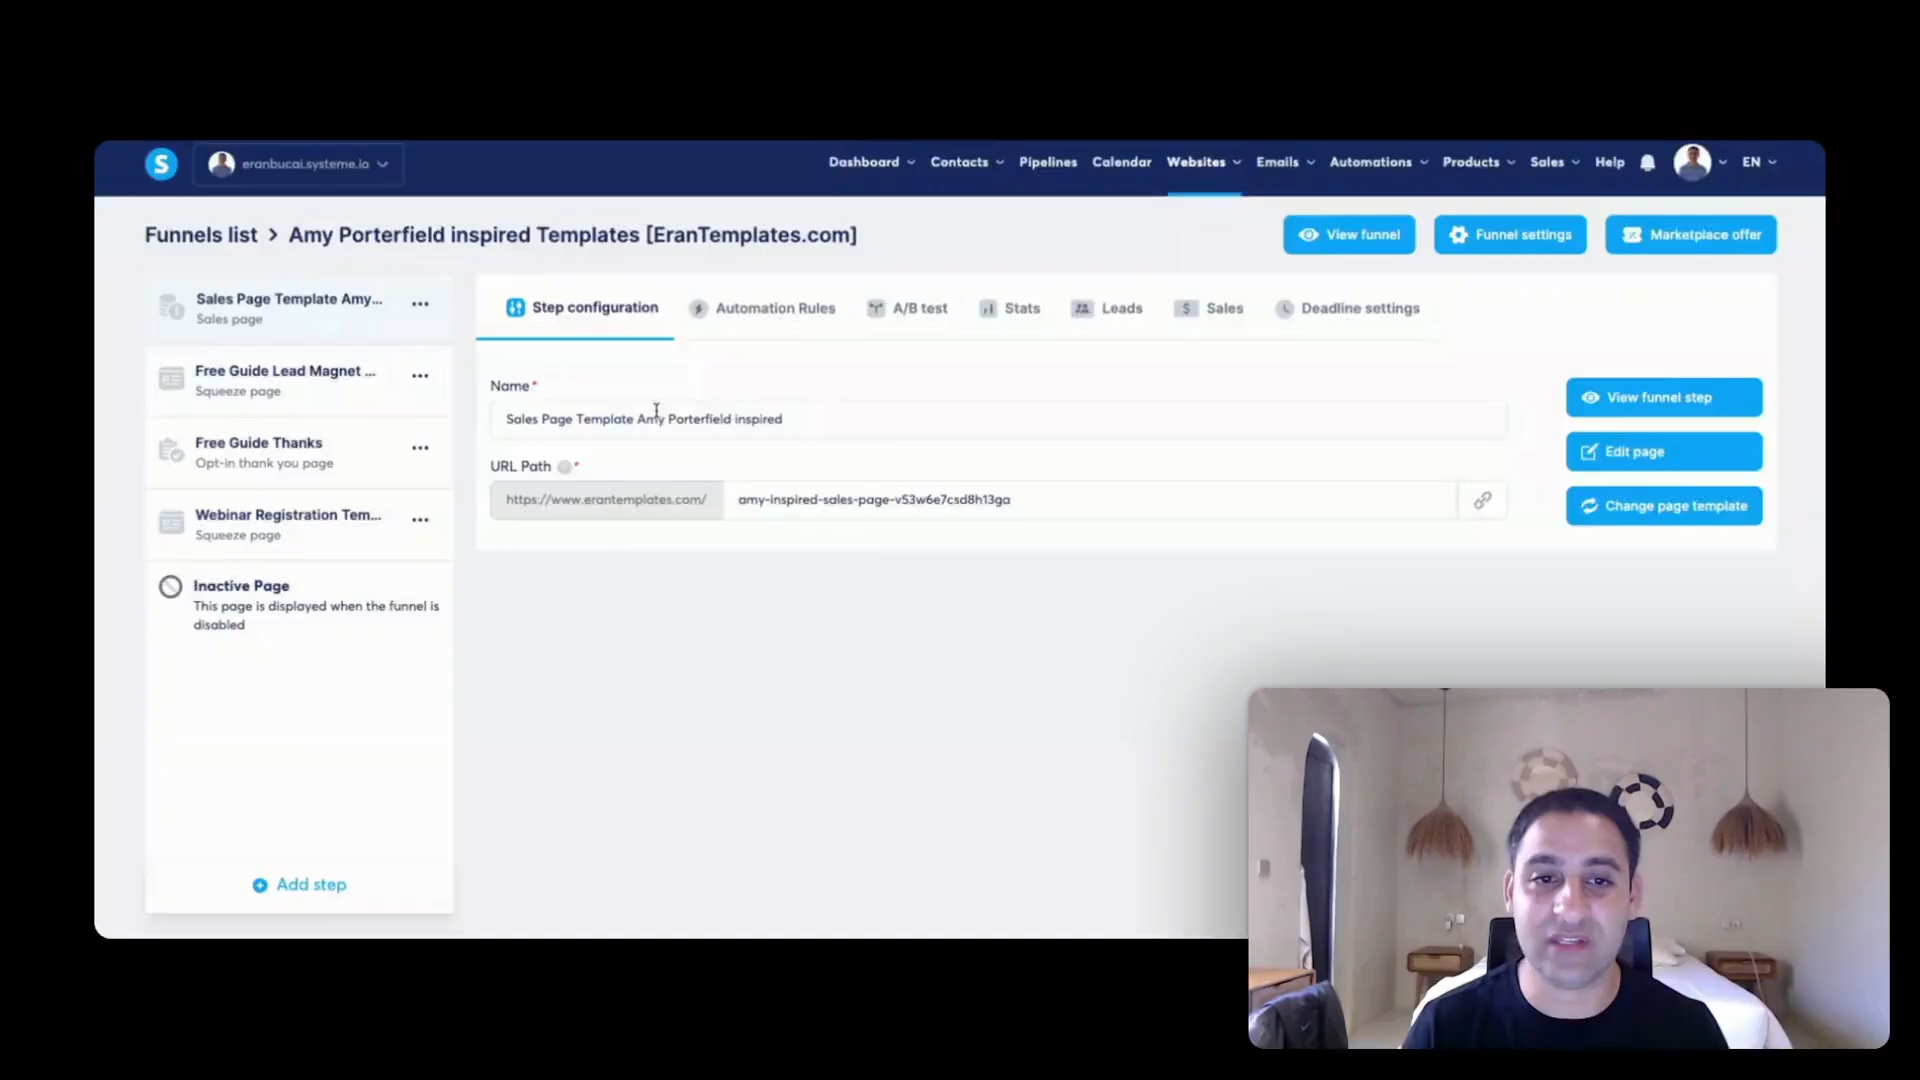 S
eranbucai.systeme.io
Dashboard
Contacts
Pipelines
Calendar
Websites
Emails
Automations
Products
Sales
Help
EN
Funnels list > Amy Porterfield inspired Templates [EranTemplates.com]
View funnel
Funnel settings
Marketplace offer
Sales Page Template Amy...
Sales page
Free Guide Lead Magnet ...
Squeeze page
Free Guide Thanks
Opt-in thank you page
Webinar Registration Tem...
Squeeze page
Inactive Page
This page is displayed when the funnel is
disabled
Add step
Step configuration
Automation Rules
A/B test
Stats
Leads
Sales
Deadline settings
Name*
Sales Page Template Amy Porterfield inspired
URL Path *
https://www.erantemplates.com/
amy-inspired-sales-page-v53w6e7csd8h13ga
View funnel step
Edit page
Change page template